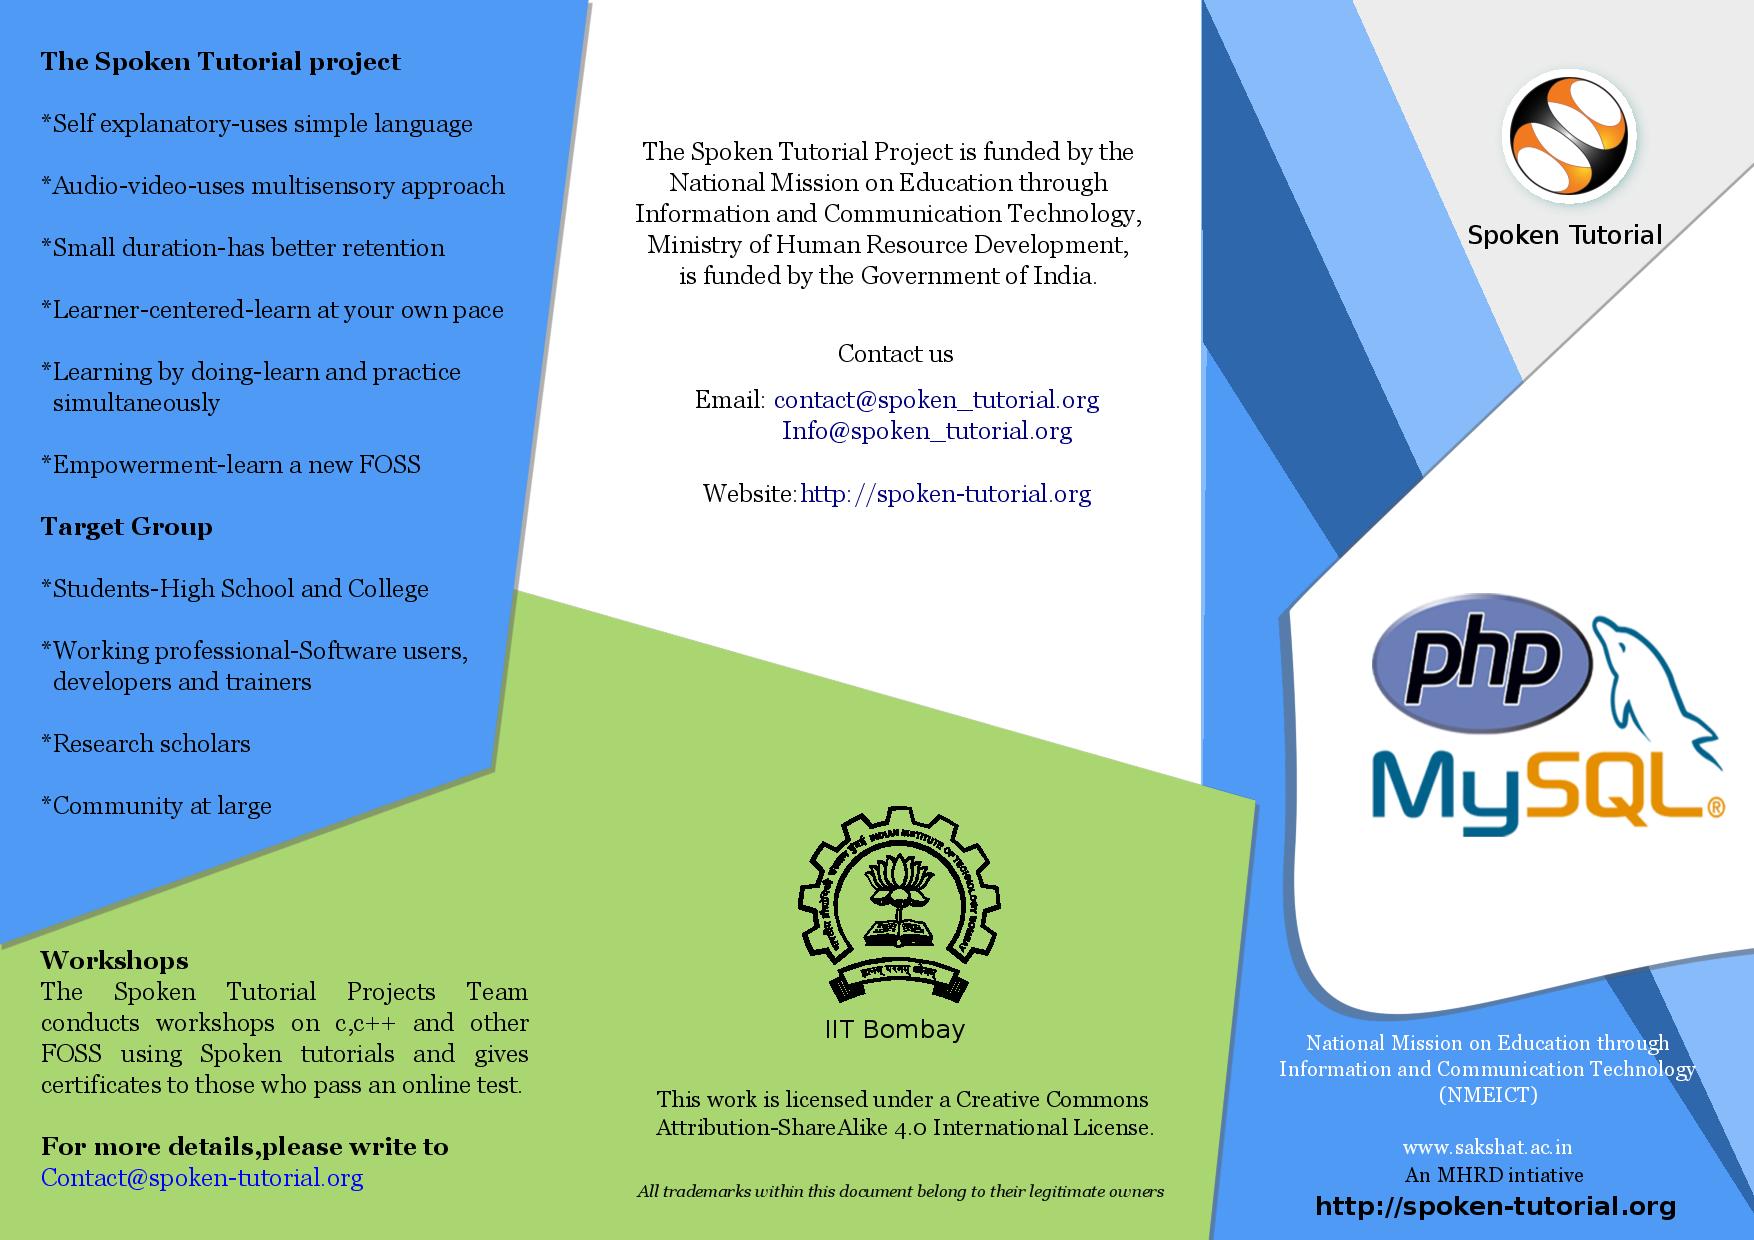 The Spoken Tutorial project
*Self explanatory-uses simple language
*Audio-video-uses multisensory approach
*Small duration-has better retention
*Learner-centered-learn at your own pace
*Learning by doing-learn and practice
simultaneously
*Empowerment-learn a new FOSS
Target Group
*Students-High School and College
*Working professional-Software users,
developers and trainers
*Research scholars
*Community at large
Workshops
The Spoken Tutorial Projects Team
conducts workshops on c,c++ and other
FOSS using Spoken tutorials and gives
certificates to those who pass an online test.
For more details,please write to
Contact@spoken-tutorial.org
The Spoken Tutorial Project is funded by the
National Mission on Education through
Information and Communication Technology,
Ministry of Human Resource Development,
is funded by the Government of India.
Contact us
Email: contact@spoken_tutorial.org
Info@spoken_tutorial.org
Website:http://spoken-tutorial.org
INDIAN INSTITUTE OF TECHNOLOGY BOMBAY
IIT Bombay
This work is licensed under a Creative Commons
Attribution-ShareAlike 4.0 International License.
All trademarks within this document belong to their legitimate owners
Spoken Tutorial
php
MySQL®
National Mission on Education through
Information and Communication Technology
(NMEICT)
www.sakshat.ac.in
An MHRD intiative
http://spoken-tutorial.org